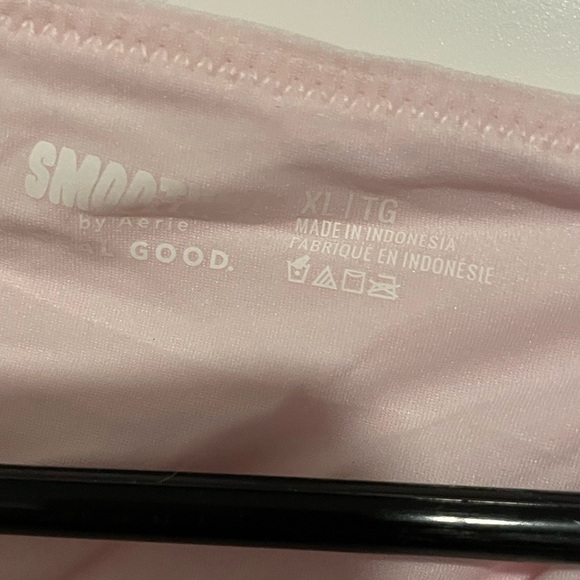 by Aerie
GOOD.
XL | TG
MADE IN INDONESIA
FABRIQUÉ EN INDONÉSIE